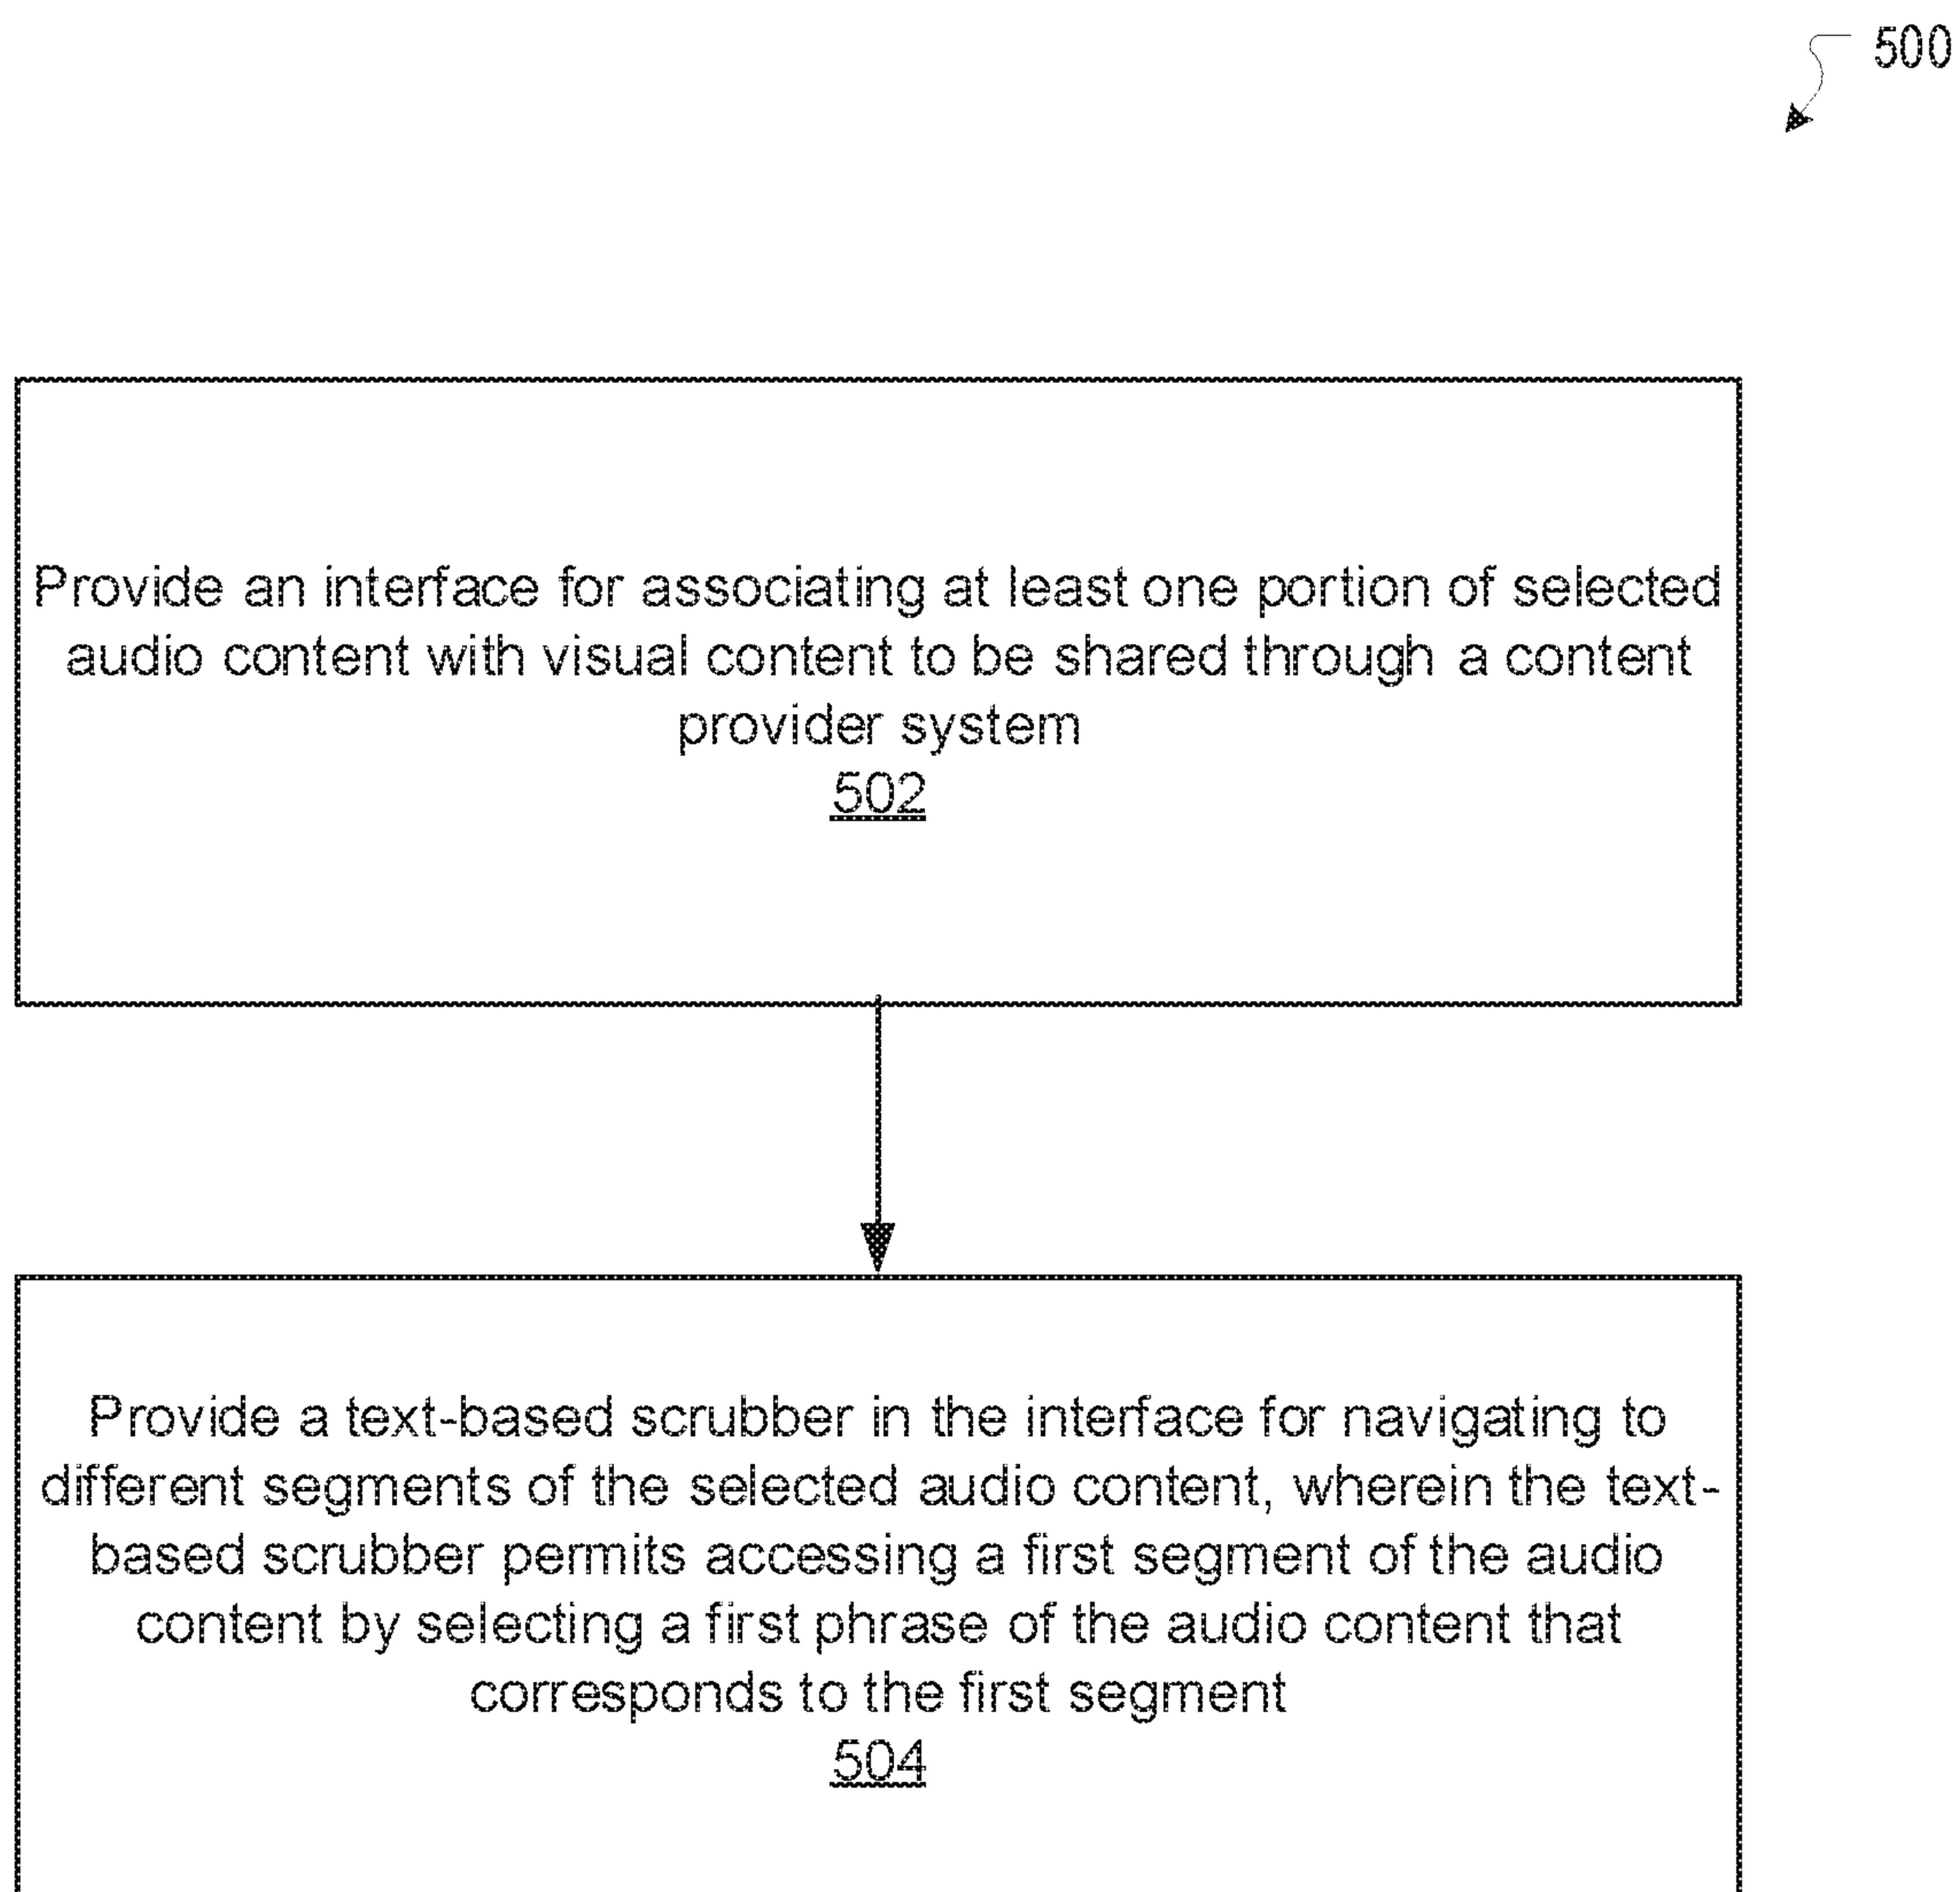 500
Provide an interface for associating at least one portion of selected
audio content with visual content to be shared through a content
provider system
502
Provide a text-based scrubber in the interface for navigating to
different segments of the selected audio content, wherein the text-
based scrubber permits accessing a first segment of the audio
content by selecting a first phrase of the audio content that
corresponds to the first segment
504